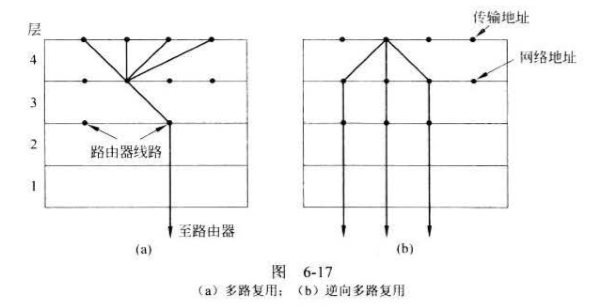 层
4
3
2
1
传输地址
网络地址
路由器线路
至路由器
(a)
(b)
图 6-17
(a) 多路复用； (b) 逆向多路复用